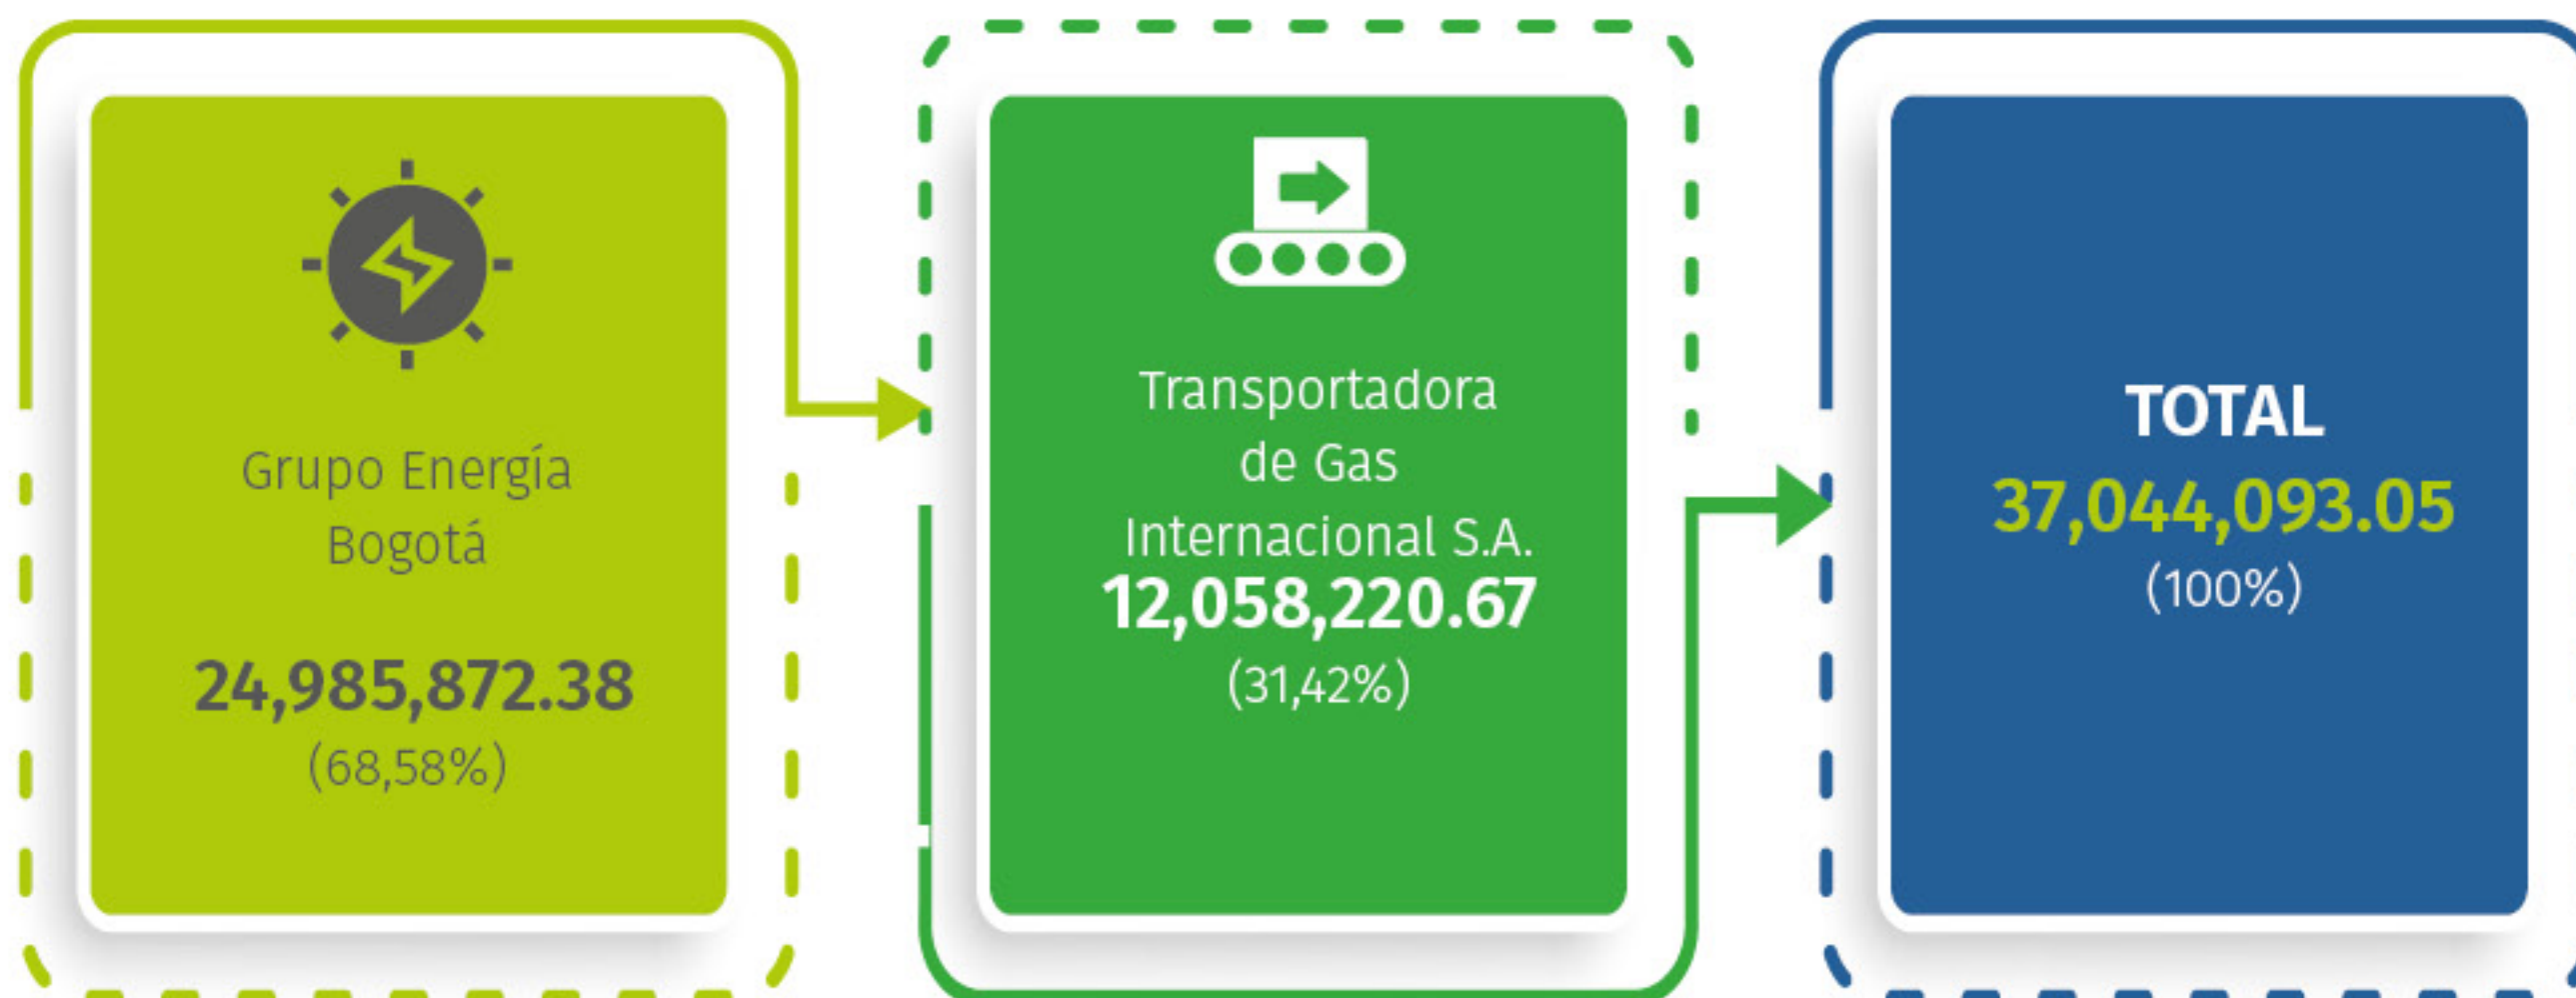 Grupo Energía
Bogotá
24,985,872.38
(68,58%)
Transportadora
de Gas
Internacional S.A.
12,058,220.67
(31,42%)
TOTAL
37,044,093.05
(100%)